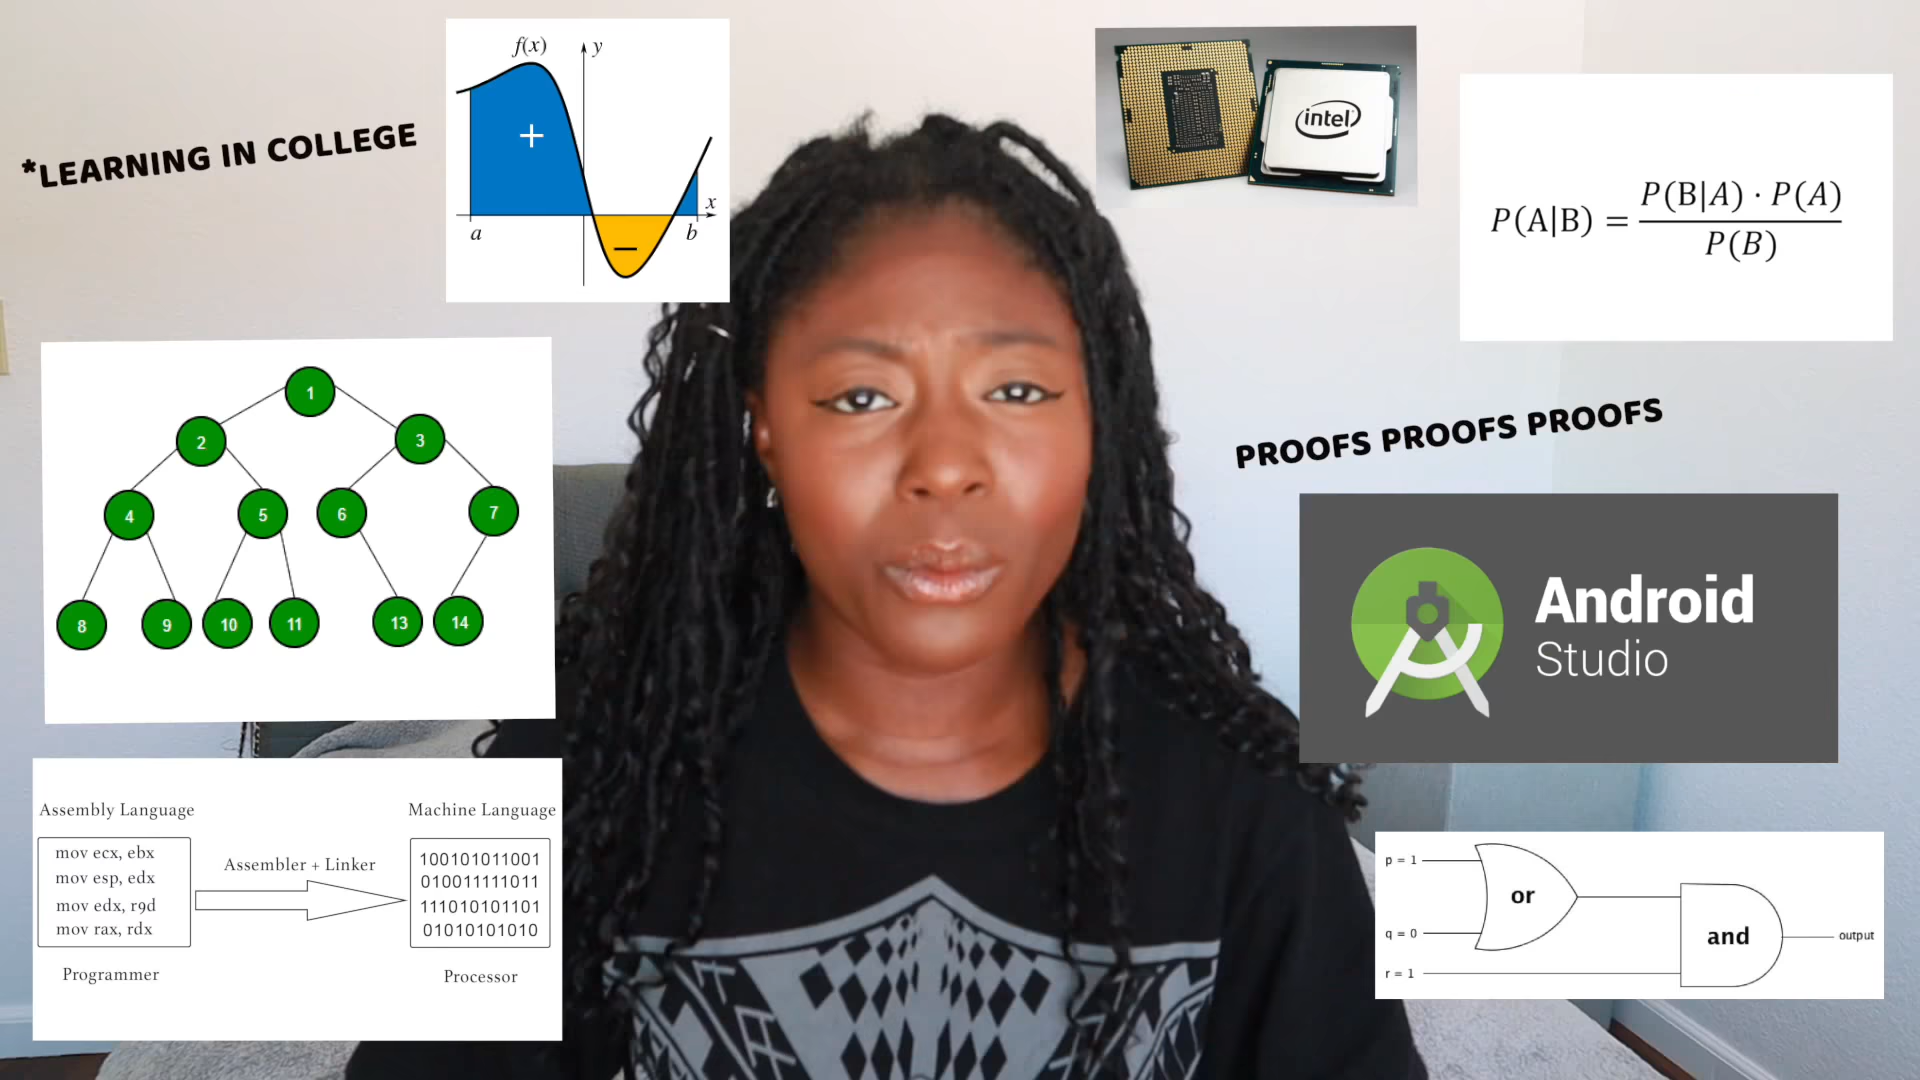 *LEARNING IN COLLEGE
f(x)
y
+
x
a
b
−
intel
P(A|B) = P(B|A) · P(A) / P(B)
1
2
3
4
5
6
7
8
9
10
11
13
14
PROOFS PROOFS PROOFS
Android
Studio
Assembly Language
Machine Language
mov ecx, ebx
mov esp, edx
mov edx, r9d
mov rax, rdx
Assembler + Linker
100101011001
010011111011
111010101101
01010101010
Programmer
Processor
p = 1
or
q = 0
and
output
r = 1